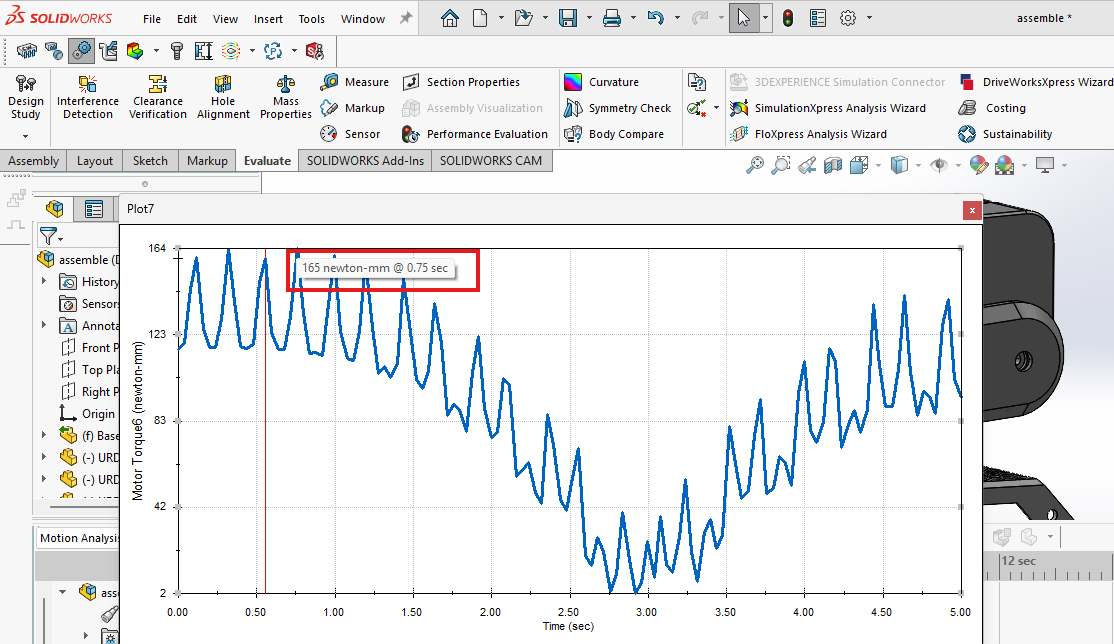 SOLIDWORKS File Edit View Insert Tools Window assemble *
Design Study
Interference Detection
Clearance Verification
Hole Alignment
Mass Properties
Measure
Markup
Sensor
Section Properties
Assembly Visualization
Performance Evaluation
Curvature
Symmetry Check
Body Compare
3DEXPERIENCE Simulation Connector
SimulationXpress Analysis Wizard
FloXpress Analysis Wizard
DriveWorksXpress Wizard
Costing
Sustainability
Assembly Layout Sketch Markup Evaluate SOLIDWORKS Add-Ins SOLIDWORKS CAM
assemble (D
History
Sensors
Annota
Front P
Top Pla
Right P
Origin
(f) Base
(-) URD
(-) URD
Motion Analysis
asse
Plot7
x
165 newton-mm @ 0.75 sec
Motor Torque6 (newton-mm)
164
123
83
42
2
0.00 0.50 1.00 1.50 2.00 2.50 3.00 3.50 4.00 4.50 5.00
Time (sec)
12 sec